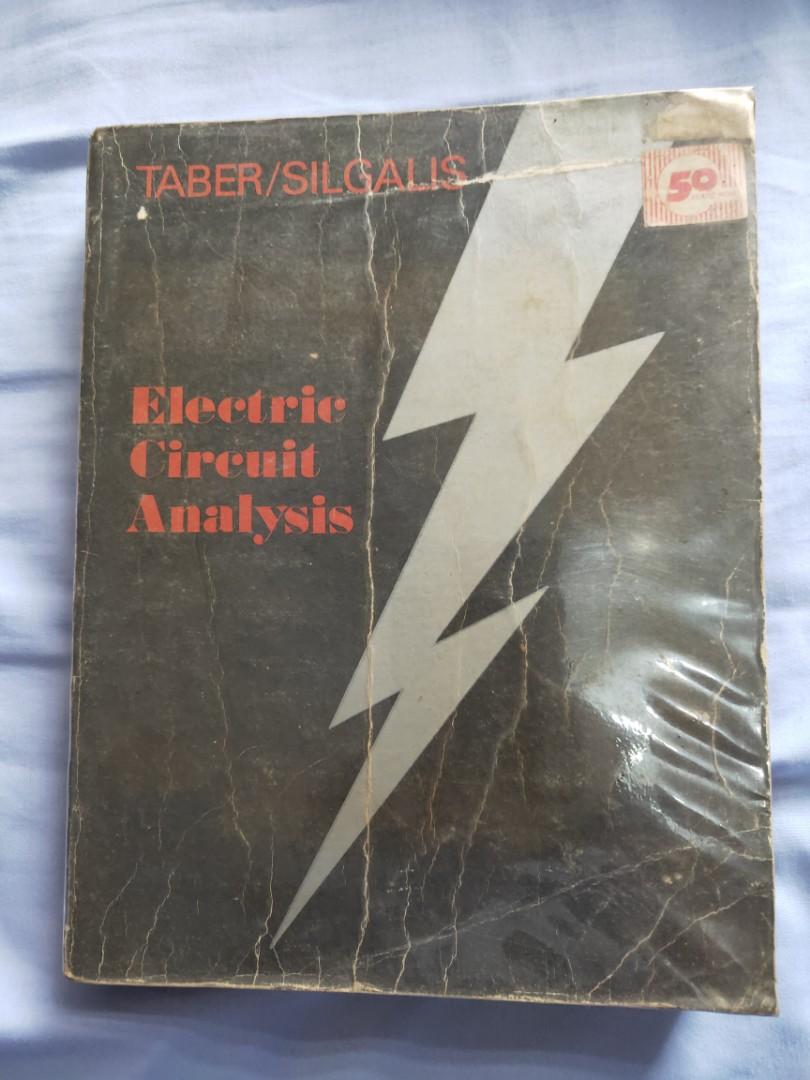 TABER/SILGALIS
50
Electric
Circuit
Analysis